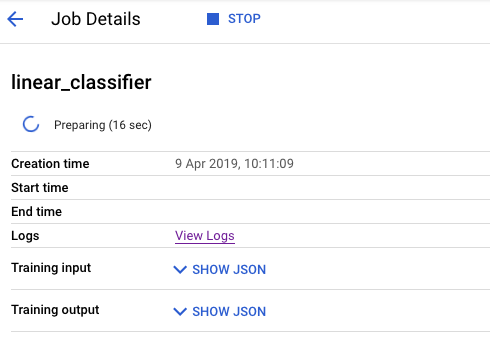 Job Details STOP
linear_classifier
Preparing (16 sec)
Creation time 9 Apr 2019, 10:11:09
Start time
End time
Logs View Logs
Training input SHOW JSON
Training output SHOW JSON